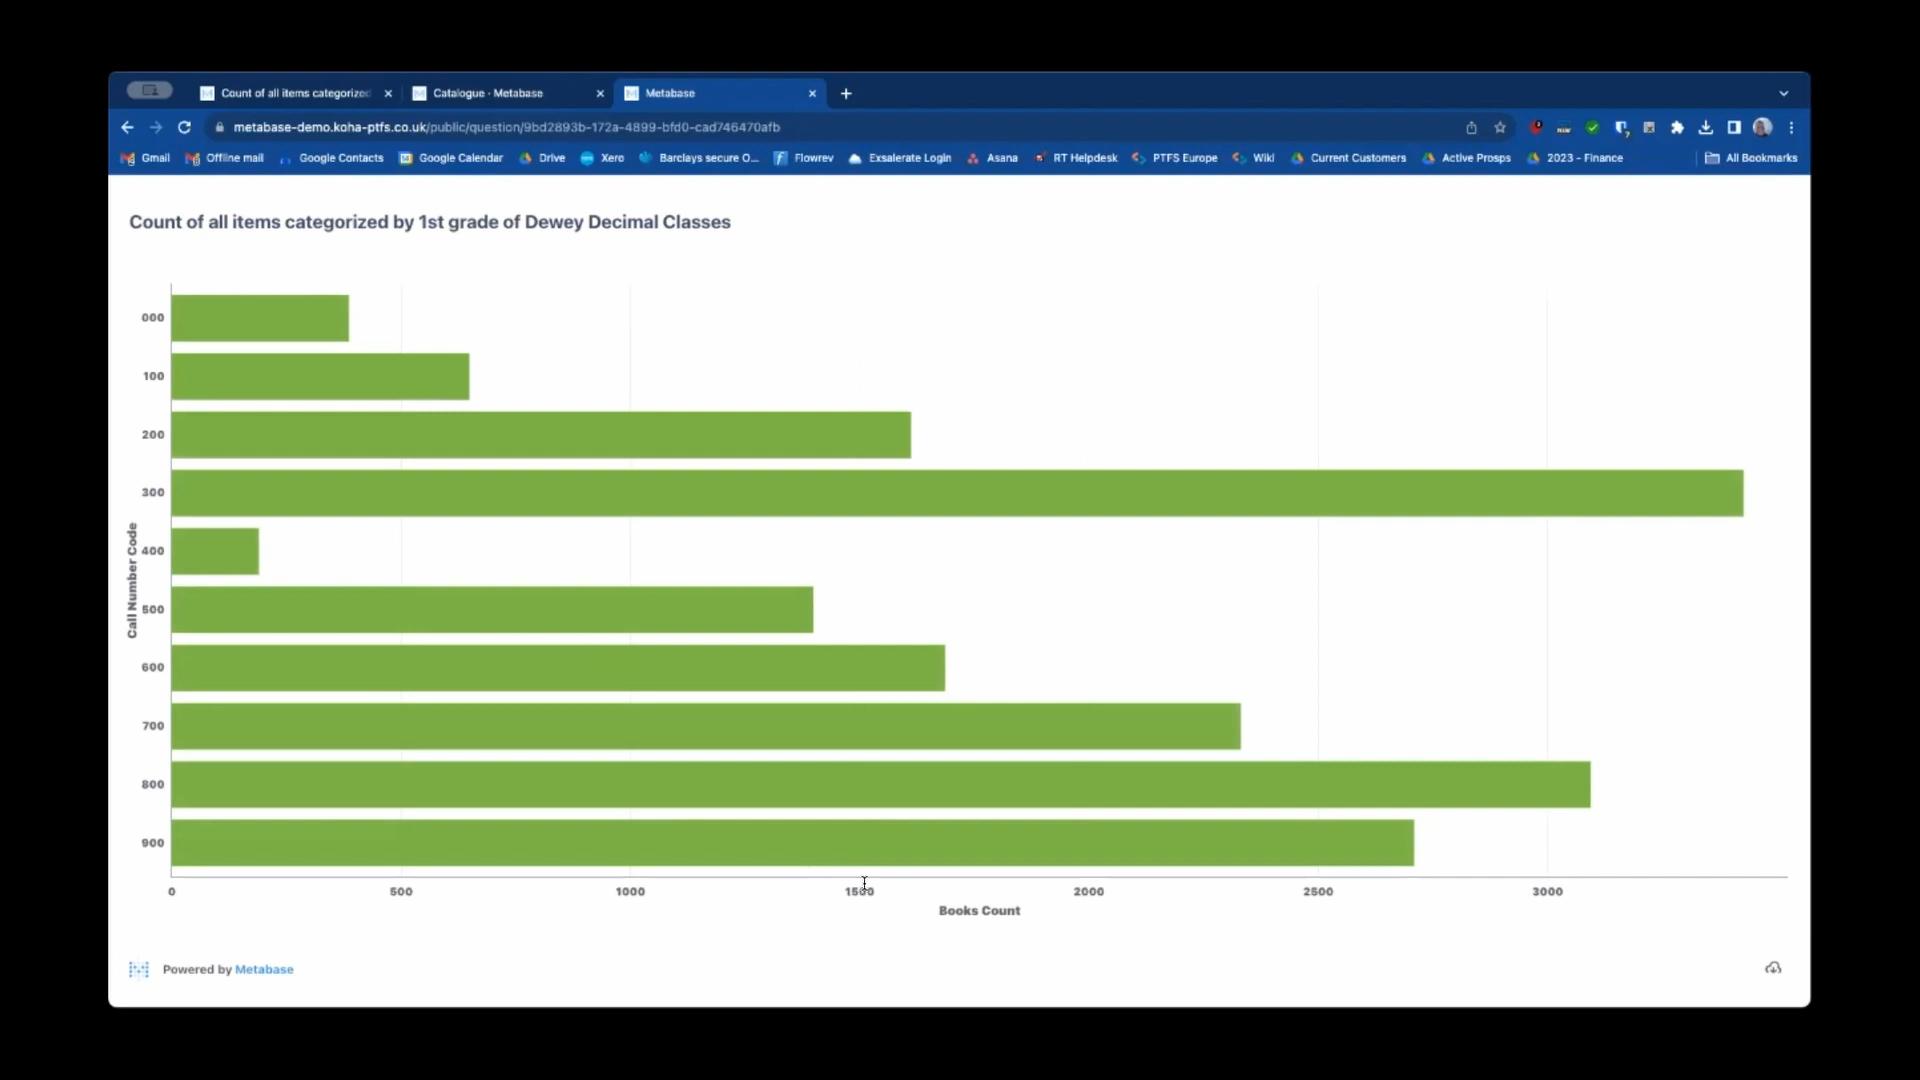 Count of all items categorized
Catalogue · Metabase
Metabase
metabase-demo.koha-ptfs.co.uk/public/question/9bd2893b-172a-4899-bfd0-cad746470afb
Gmail
Offline mail
Google Contacts
Google Calendar
Drive
Xero
Barclays secure O...
Flowrev
Exsalerate Login
Asana
RT Helpdesk
PTFS Europe
Wiki
Current Customers
Active Prosps
2023 - Finance
All Bookmarks
Count of all items categorized by 1st grade of Dewey Decimal Classes
Call Number Code
000
100
200
300
400
500
600
700
800
900
0
500
1000
1500
2000
2500
3000
Books Count
Powered by Metabase